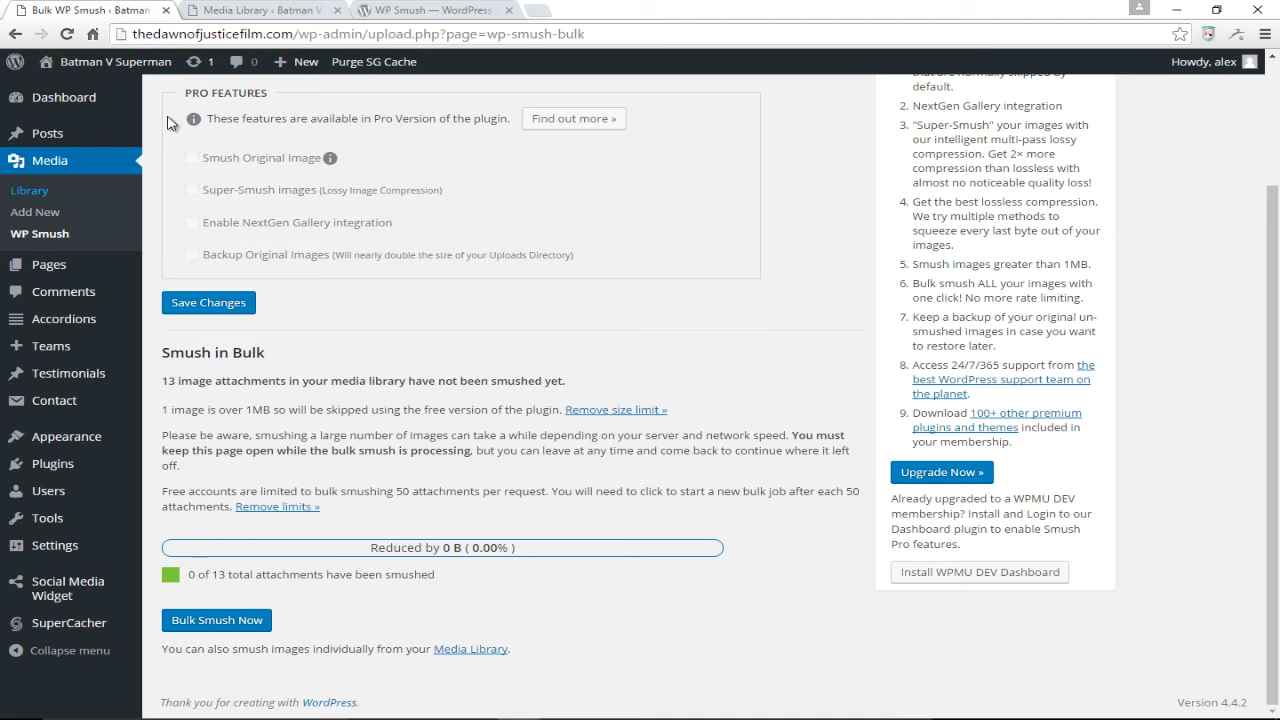 Bulk WP Smush ‹ Batman
Media Library ‹ Batman V
WP Smush — WordPress
thedawnofjusticefilm.com/wp-admin/upload.php?page=wp-smush-bulk
Batman V Superman
1
0
New
Purge SG Cache
Howdy, alex
Dashboard
Posts
Media
Library
Add New
WP Smush
Pages
Comments
Accordions
Teams
Testimonials
Contact
Appearance
Plugins
Users
Tools
Settings
Social Media
Widget
SuperCacher
Collapse menu
PRO FEATURES
These features are available in Pro Version of the plugin.
Find out more »
Smush Original Image
Super-Smush images (Lossy Image Compression)
Enable NextGen Gallery integration
Backup Original Images (Will nearly double the size of your Uploads Directory)
Save Changes
Smush in Bulk
13 image attachments in your media library have not been smushed yet.
1 image is over 1MB so will be skipped using the free version of the plugin. Remove size limit »
Please be aware, smushing a large number of images can take a while depending on your server and network speed. You must
keep this page open while the bulk smush is processing, but you can leave at any time and come back to continue where it left
off.
Free accounts are limited to bulk smushing 50 attachments per request. You will need to click to start a new bulk job after each 50
attachments. Remove limits »
Reduced by 0 B ( 0.00% )
0 of 13 total attachments have been smushed
Bulk Smush Now
You can also smush images individually from your Media Library.
Thank you for creating with WordPress.
that are normally skipped by
default.
2. NextGen Gallery integration
3. "Super-Smush" your images with
our intelligent multi-pass lossy
compression. Get 2× more
compression than lossless with
almost no noticeable quality loss!
4. Get the best lossless compression.
We try multiple methods to
squeeze every last byte out of your
images.
5. Smush images greater than 1MB.
6. Bulk smush ALL your images with
one click! No more rate limiting.
7. Keep a backup of your original un-
smushed images in case you want
to restore later.
8. Access 24/7/365 support from the
best WordPress support team on
the planet.
9. Download 100+ other premium
plugins and themes included in
your membership.
Upgrade Now »
Already upgraded to a WPMU DEV
membership? Install and Login to our
Dashboard plugin to enable Smush
Pro features.
Install WPMU DEV Dashboard
Version 4.4.2